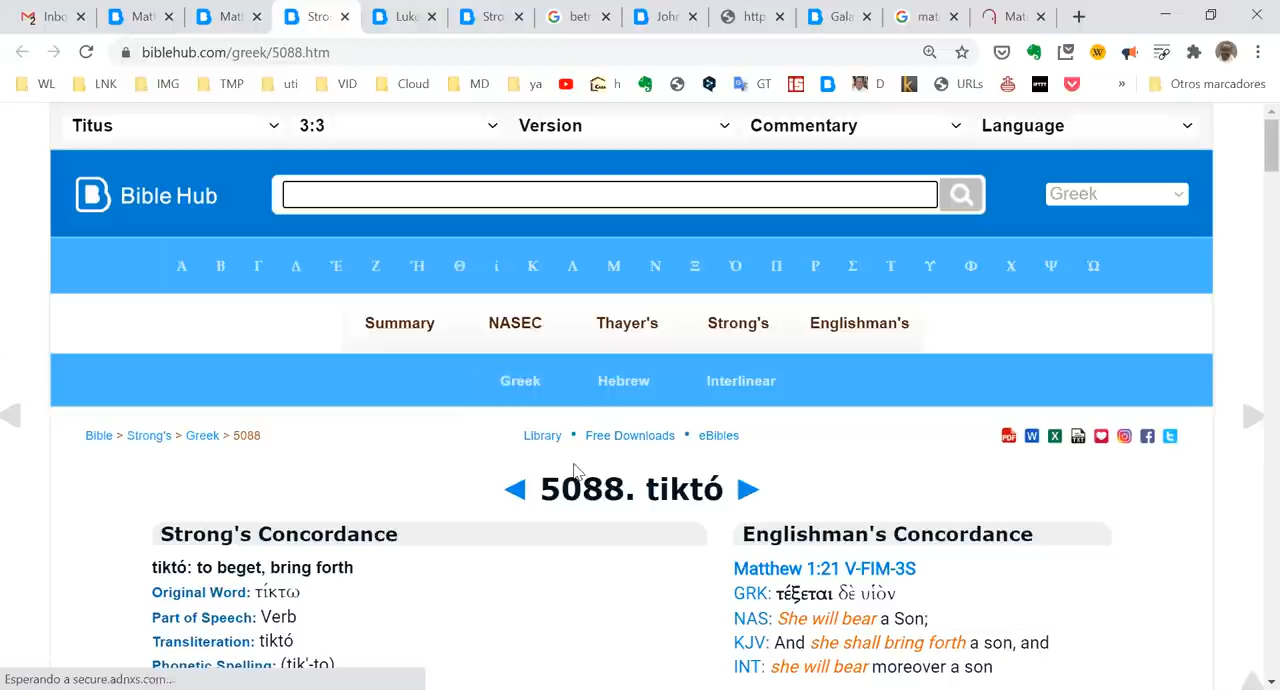 Inbo Mat Mat Stro Luke Stro betr John http Gala mat Mat
biblehub.com/greek/5088.htm
WL LNK IMG TMP uti VID Cloud MD ya h GT D URLs » Otros marcadores
Titus 3:3 Version Commentary Language
Bible Hub Greek
Ἀ Β Γ Δ Ἐ Ζ Ἡ Θ ἰ Κ Λ Μ Ν Ξ Ὀ Π Ρ Σ Τ Υ Φ Χ Ψ Ὠ
Summary NASEC Thayer's Strong's Englishman's
Greek Hebrew Interlinear
Bible > Strong's > Greek > 5088 Library • Free Downloads • eBibles
5088. tiktó
Strong's Concordance
tiktó: to beget, bring forth
Original Word: τίκτω
Part of Speech: Verb
Transliteration: tiktó
Phonetic Spelling: (tik'-to)
Englishman's Concordance
Matthew 1:21 V-FIM-3S
GRK: τέξεται δὲ υἱὸν
NAS: She will bear a Son;
KJV: And she shall bring forth a son, and
INT: she will bear moreover a son
Esperando a secure.adnxs.com...